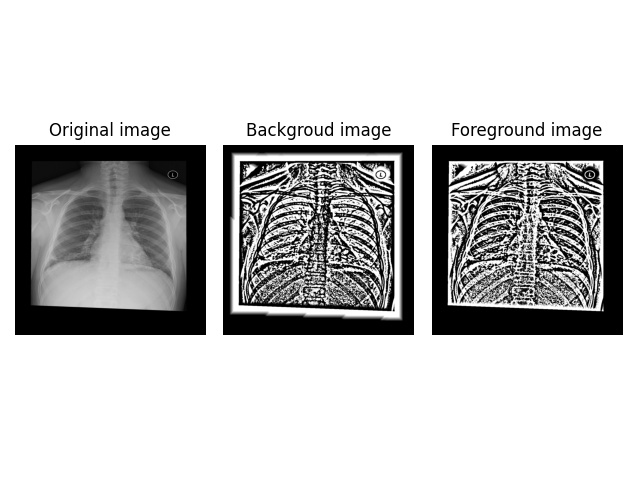 Original image
Backgroud image
Foreground image
L
L
L